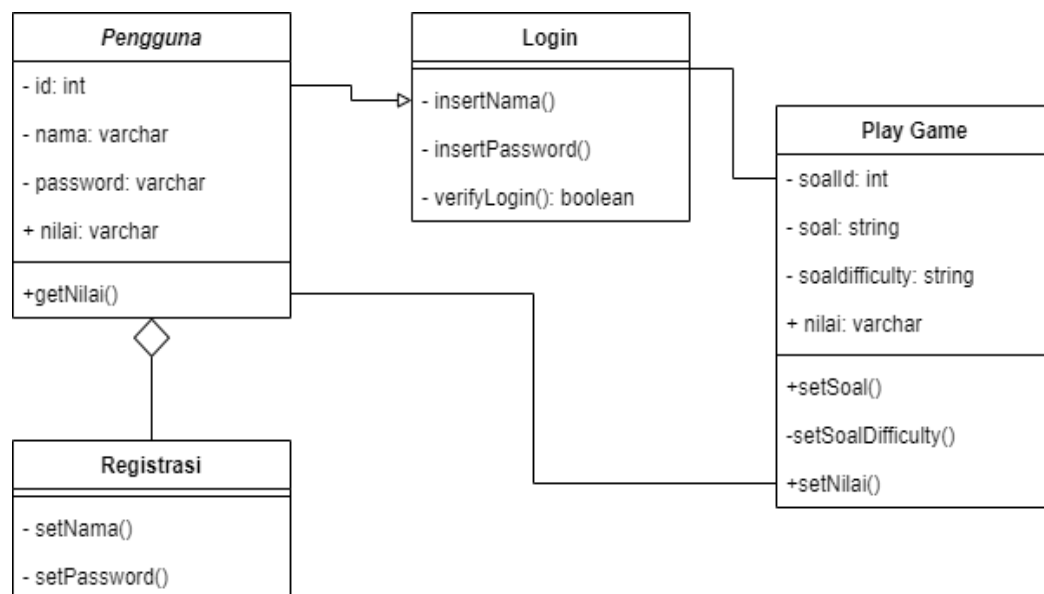 Pengguna
- id: int
- nama: varchar
- password: varchar
+ nilai: varchar
+getNilai()
Login
- insertNama()
- insertPassword()
- verifyLogin(): boolean
Play Game
- soalId: int
- soal: string
- soaldifficulty: string
+ nilai: varchar
+setSoal()
-setSoalDifficulty()
+setNilai()
Registrasi
- setNama()
- setPassword()